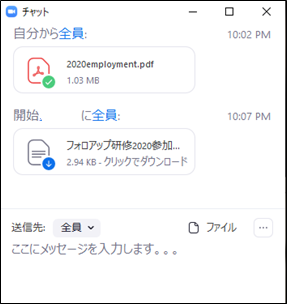 チャット
自分から全員:
10:02 PM
2020employment.pdf
1.03 MB
開始、 に全員:
10:07 PM
フォロアップ研修2020参加...
2.94 KB - クリックでダウンロード
送信先: 全員 ファイル ...
ここにメッセージを入力します。。。